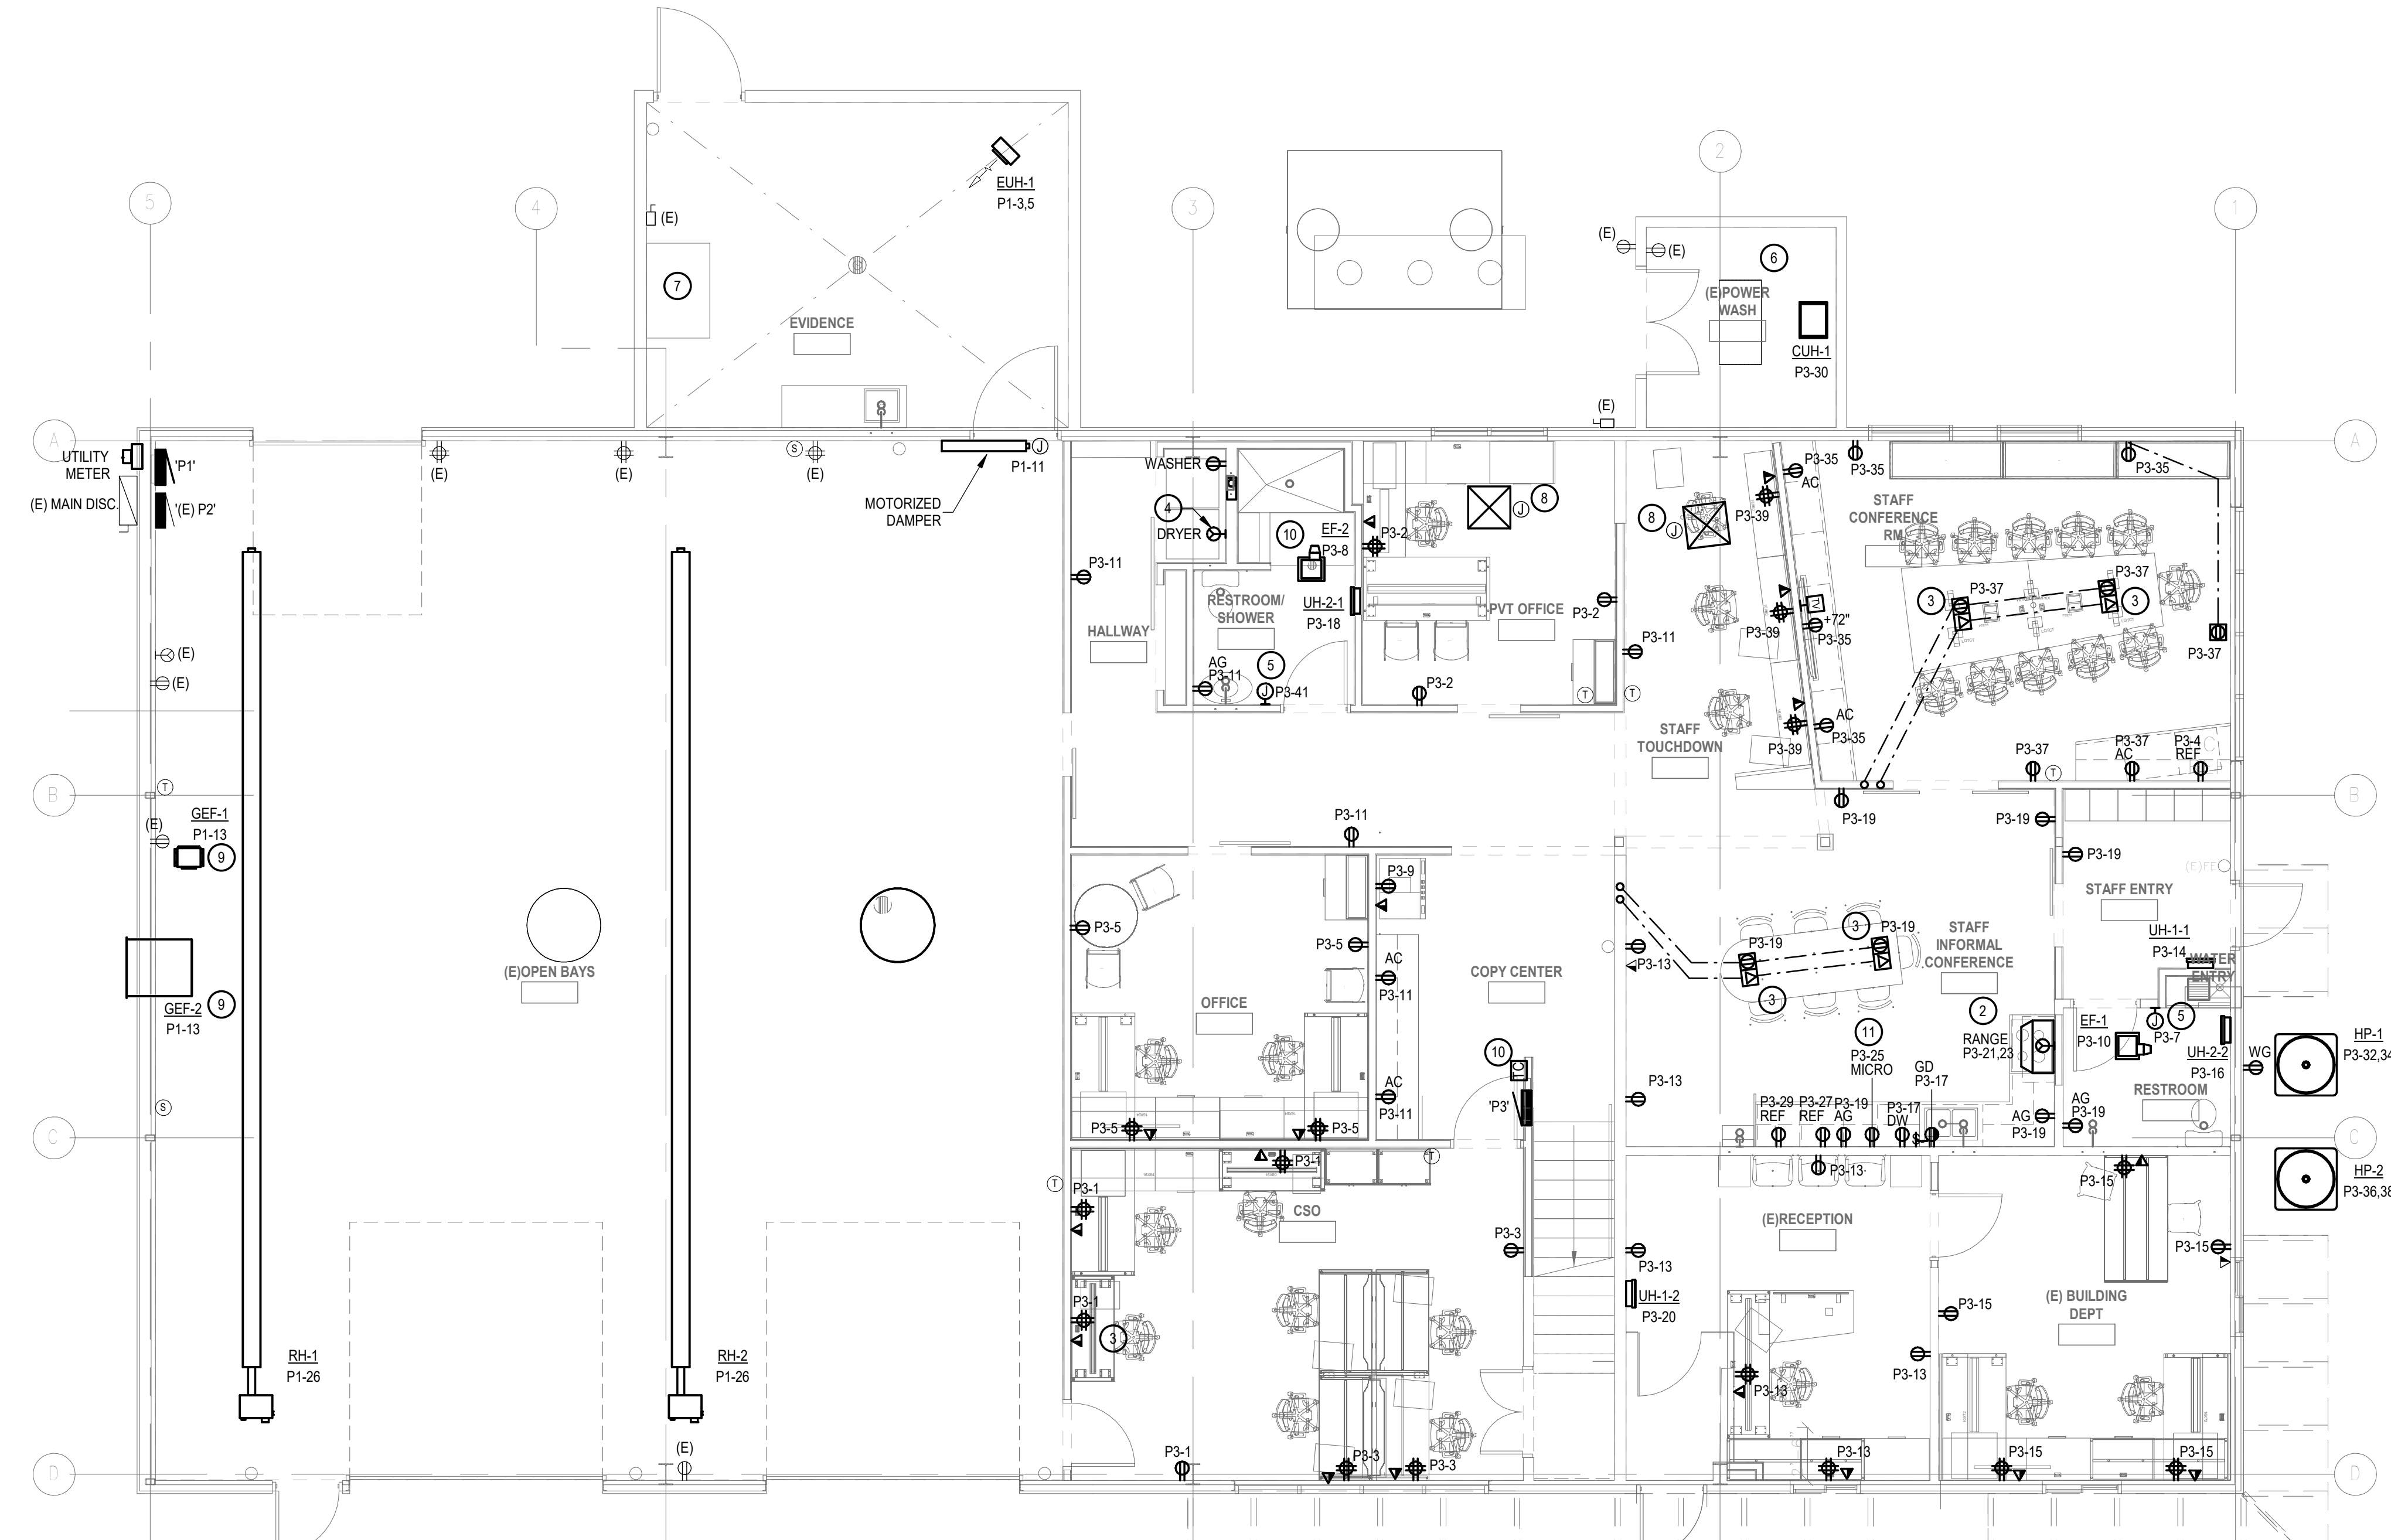 2
5
4
3
1
EUH-1
P1-3,5
(E)
7
EVIDENCE
(E)
(E)
6
(E)POWER
WASH
CUH-1
P3-30
(E)
A
A
UTILITY
METER
'P1'
(E) MAIN DISC.
'(E) P2'
(E)
(E)
S
(E)
J
P1-11
MOTORIZED
DAMPER
WASHER
4
DRYER
10
EF-2
P3-8
P3-2
J
8
8
J
P3-35
AC
P3-39
P3-35
P3-35
STAFF
CONFERENCE
RM
P3-11
HALLWAY
RESTROOM/
SHOWER
UH-2-1
P3-18
PVT OFFICE
P3-2
P3-11
AG
P3-11
5
J
P3-41
P3-2
T
T
P3-39
TV
+72"
P3-35
3
P3-37
P3-37
3
P3-37
STAFF
TOUCHDOWN
P3-39
AC
P3-35
P3-37
T
P3-37
AC
P3-4
REF
(E)
(E)
T
B
B
GEF-1
P1-13
(E)
9
P3-11
P3-19
P3-19
P3-19
(E)FE
STAFF ENTRY
P3-9
P3-5
P3-5
AC
P3-11
OFFICE
COPY CENTER
P3-13
3
P3-19
P3-19
3
STAFF
INFORMAL
CONFERENCE
UH-1-1
P3-14
WATER
ENTRY
(E)OPEN BAYS
9
GEF-2
P1-13
10
TC
'P3'
AC
P3-11
P3-13
11
P3-25
MICRO
2
RANGE
P3-21,23
GD
P3-17
EF-1
P3-10
J
P3-7
5
UH-2-2
P3-16
WG
HP-1
P3-32,34
RESTROOM
P3-29
REF
P3-27
REF
P3-19
AG
P3-17
DW
$
AG
P3-19
AG
P3-19
S
C
C
P3-5
P3-5
P3-1
T
T
P3-1
CSO
P3-3
P3-13
P3-13
(E)RECEPTION
P3-15
HP-2
P3-36,38
P3-15
P3-1
3
UH-1-2
P3-20
P3-15
(E) BUILDING
DEPT
RH-1
P1-26
RH-2
P1-26
P3-13
P3-13
(E)
P3-1
P3-3
P3-3
P3-13
P3-15
P3-15
D
D